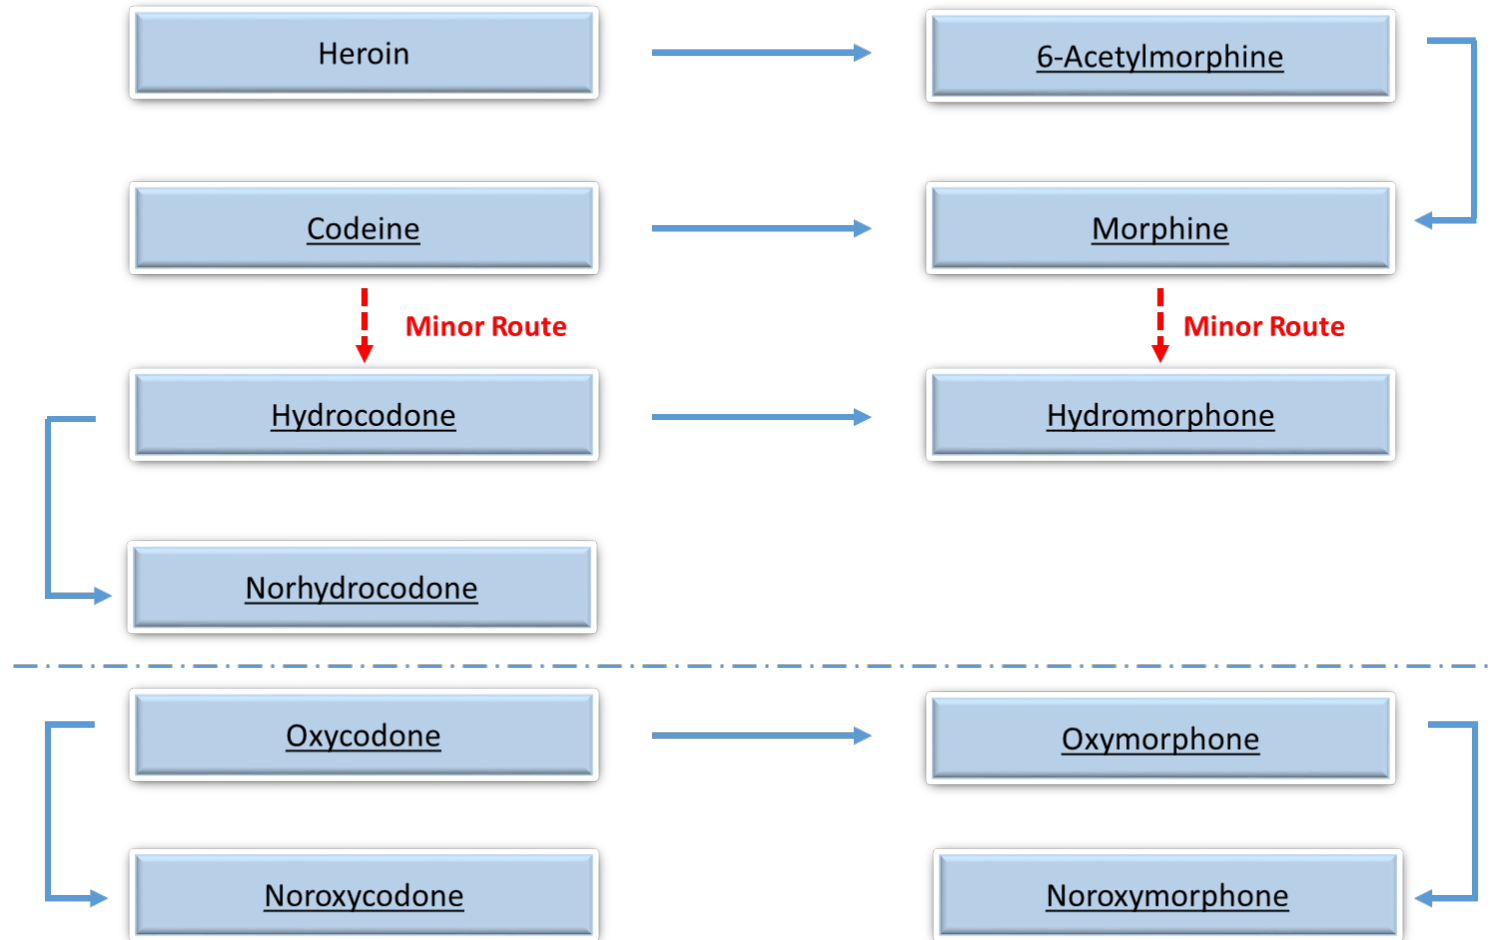 Heroin
6-Acetylmorphine
Codeine
Morphine
Minor Route
Minor Route
Hydrocodone
Hydromorphone
Norhydrocodone
Oxycodone
Oxymorphone
Noroxycodone
Noroxymorphone